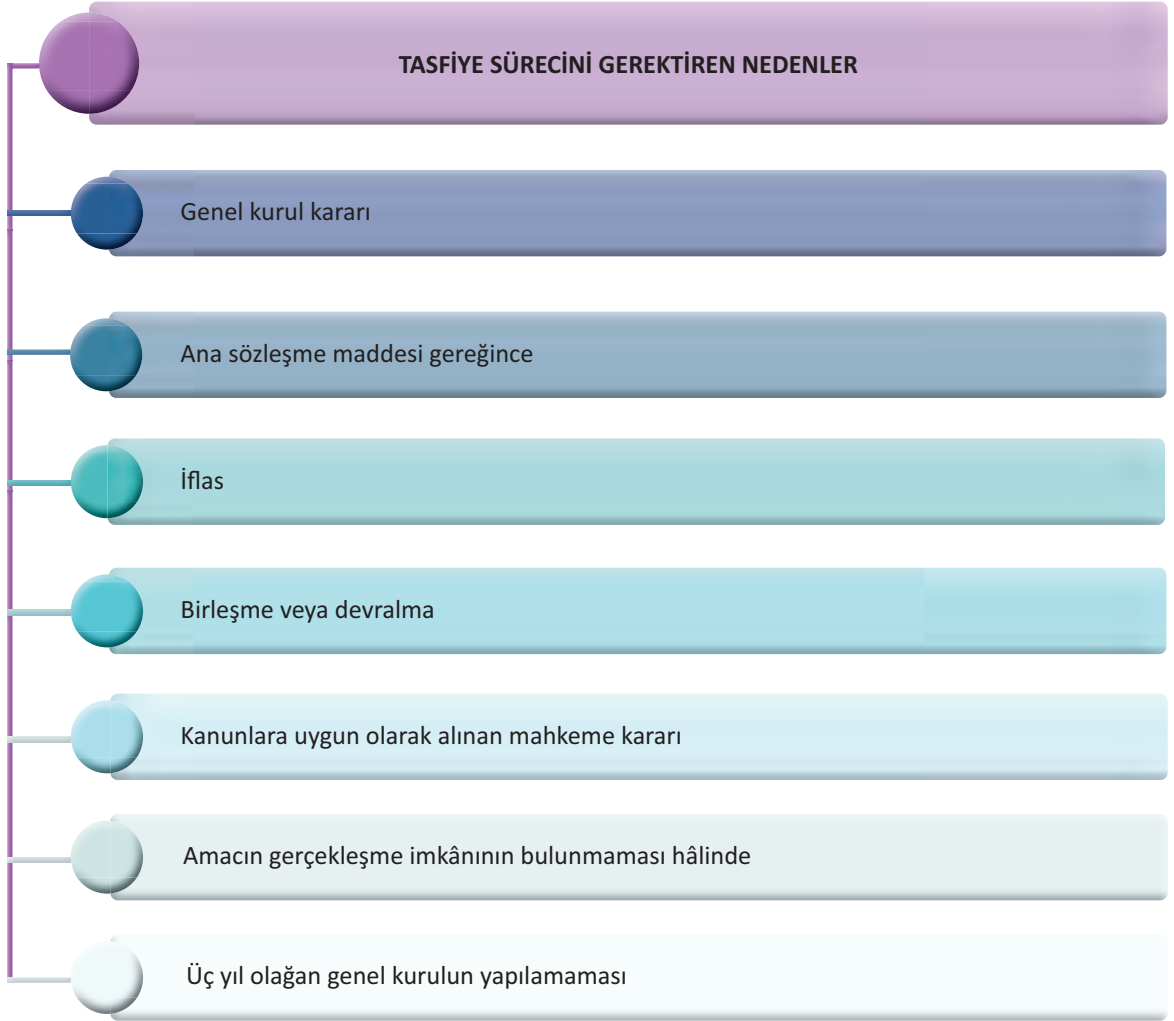 TASFİYE SÜRECİNİ GEREKTİREN NEDENLER
Genel kurul kararı
Ana sözleşme maddesi gereğince
İflas
Birleşme veya devralma
Kanunlara uygun olarak alınan mahkeme kararı
Amacın gerçekleşme imkânının bulunmaması hâlinde
Üç yıl olağan genel kurulun yapılamaması